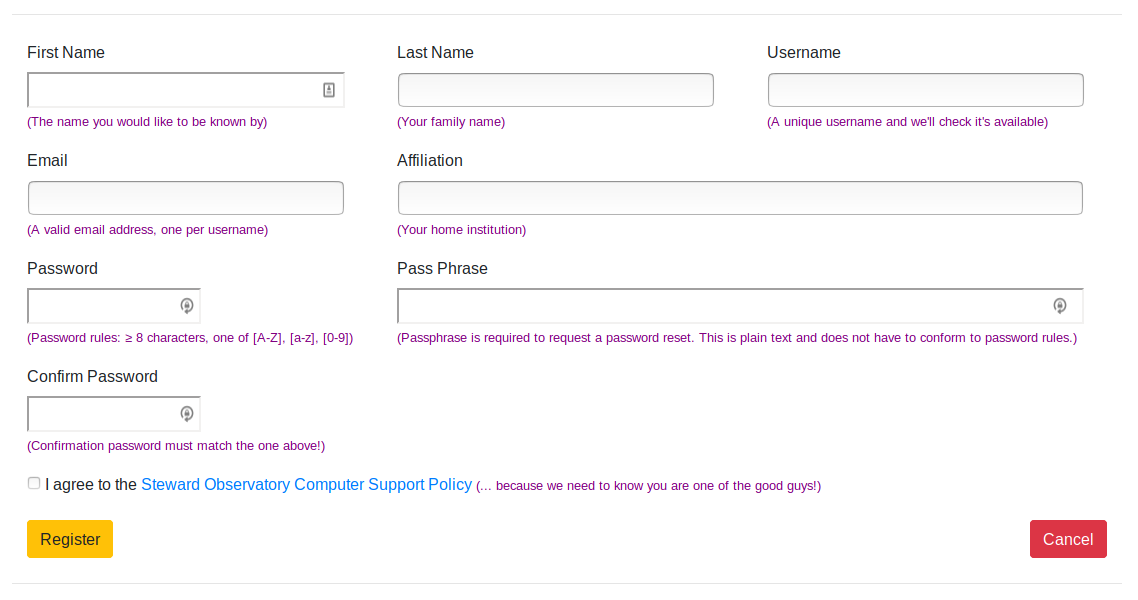 First Name
Last Name
Username
(The name you would like to be known by)
(Your family name)
(A unique username and we'll check it's available)
Email
Affiliation
(A valid email address, one per username)
(Your home institution)
Password
Pass Phrase
(Password rules: ≥ 8 characters, one of [A-Z], [a-z], [0-9])
(Passphrase is required to request a password reset. This is plain text and does not have to conform to password rules.)
Confirm Password
(Confirmation password must match the one above!)
I agree to the Steward Observatory Computer Support Policy (... because we need to know you are one of the good guys!)
Register
Cancel